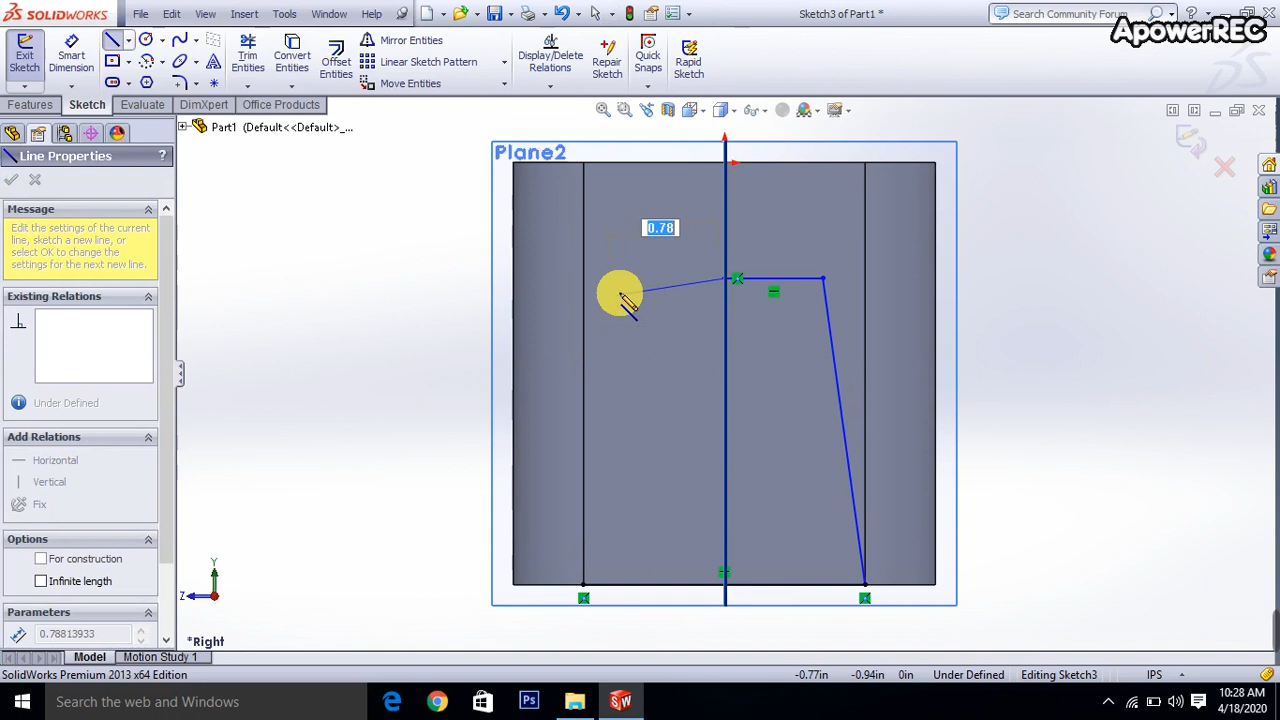 SOLIDWORKS File Edit View Insert Tools Window Help Sketch3 of Part1 * Search Community Forum ?
ApowerREC
Exit Sketch Smart Dimension Trim Entities Convert Entities Offset Entities Mirror Entities Linear Sketch Pattern Move Entities Display/Delete Relations Repair Sketch Quick Snaps Rapid Sketch
Features Sketch Evaluate DimXpert Office Products
Part1 (Default<<Default>_...
Line Properties ?
Plane2
Message
Edit the settings of the current
line, sketch a new line, or
select OK to change the
settings for the next new line.
0.78
Existing Relations
Under Defined
Add Relations
Horizontal
Vertical
Fix
Options
For construction
Infinite length
Parameters
0.78813933
Y
Z
*Right
Model Motion Study 1
SolidWorks Premium 2013 x64 Edition -0.77in -0.94in 0in Under Defined Editing Sketch3 IPS
Search the web and Windows Ps SW 10:28 AM
4/18/2020